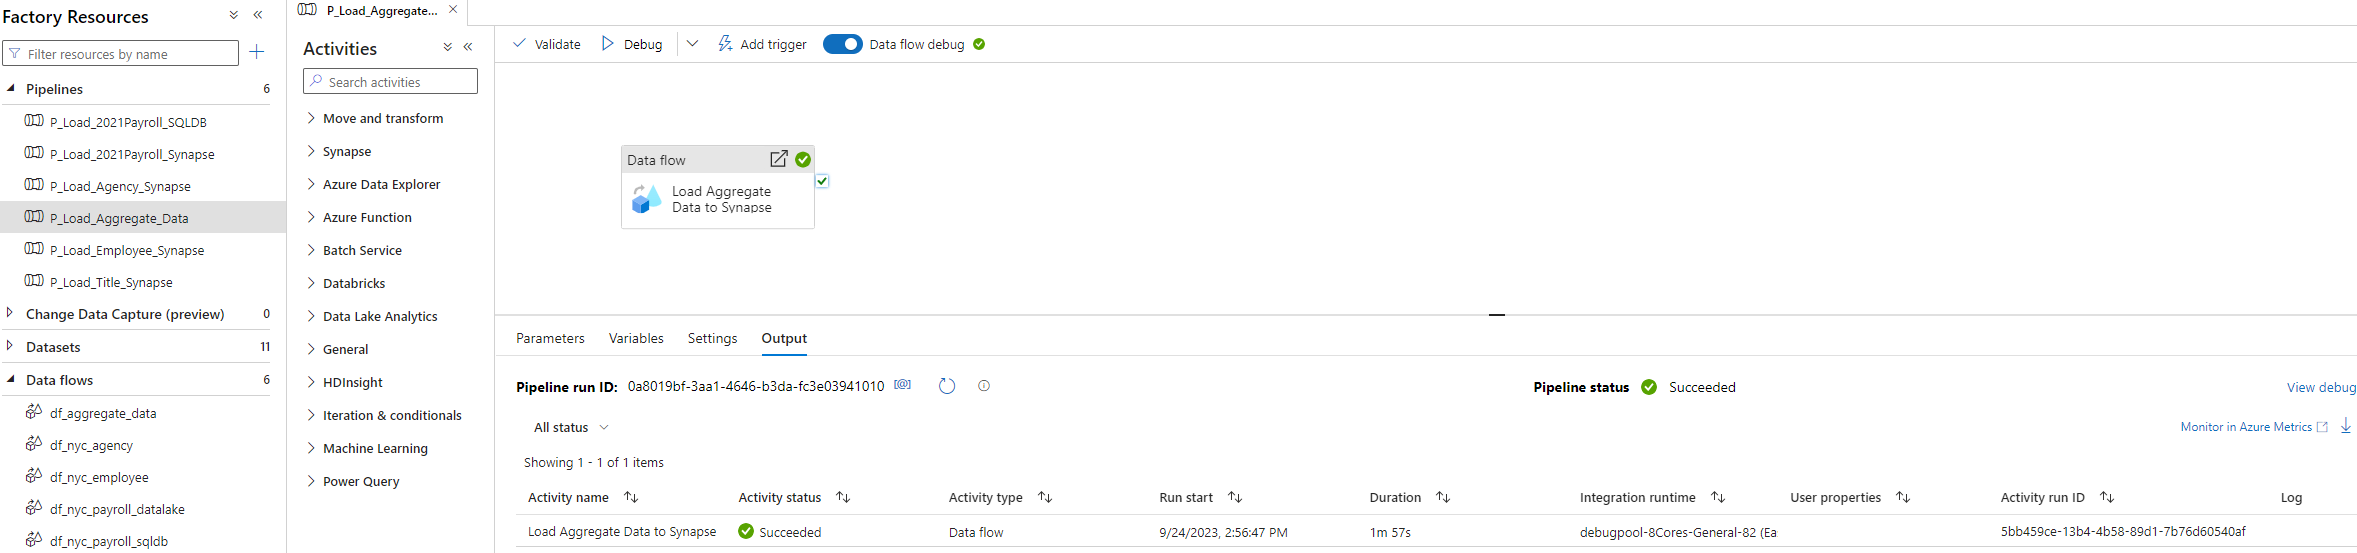 Factory Resources
Filter resources by name
Pipelines 6
P_Load_2021Payroll_SQLDB
P_Load_2021Payroll_Synapse
P_Load_Agency_Synapse
P_Load_Aggregate_Data
P_Load_Employee_Synapse
P_Load_Title_Synapse
Change Data Capture (preview) 0
Datasets 11
Data flows 6
df_aggregate_data
df_nyc_agency
df_nyc_employee
df_nyc_payroll_datalake
df_nyc_payroll_sqldb
P_Load_Aggregate...
Activities
Search activities
Move and transform
Synapse
Azure Data Explorer
Azure Function
Batch Service
Databricks
Data Lake Analytics
General
HDInsight
Iteration & conditionals
Machine Learning
Power Query
Validate Debug Add trigger Data flow debug
Data flow
Load Aggregate
Data to Synapse
Parameters Variables Settings Output
Pipeline run ID: 0a8019bf-3aa1-4646-b3da-fc3e03941010 [@] Pipeline status Succeeded View debug
All status Monitor in Azure Metrics
Showing 1 - 1 of 1 items
Activity name Activity status Activity type Run start Duration Integration runtime User properties Activity run ID Log
Load Aggregate Data to Synapse Succeeded Data flow 9/24/2023, 2:56:47 PM 1m 57s debugpool-8Cores-General-82 (Ea 5bb459ce-13b4-4b58-89d1-7b76d60540af